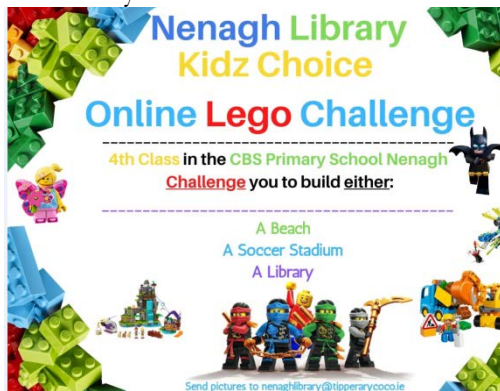 Nenagh Library
Kidz Choice
Online Lego Challenge
4th Class in the CBS Primary School Nenagh
Challenge you to build either:
A Beach
A Soccer Stadium
A Library
Send pictures to nenaghlibrary@tipperarycoco.ie